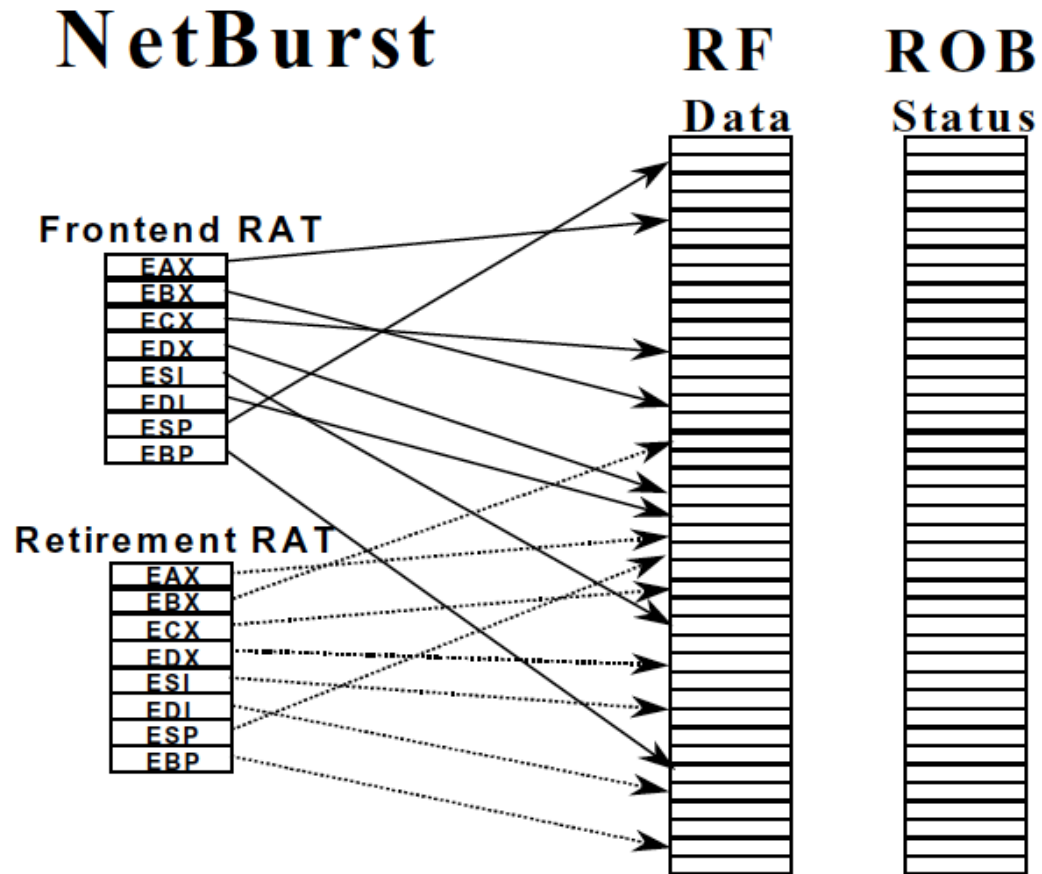 NetBurst
RF
ROB
Data
Status
Frontend RAT
EAX
EBX
ECX
EDX
ESI
EDI
ESP
EBP
Retirement RAT
EAX
EBX
ECX
EDX
ESI
EDI
ESP
EBP